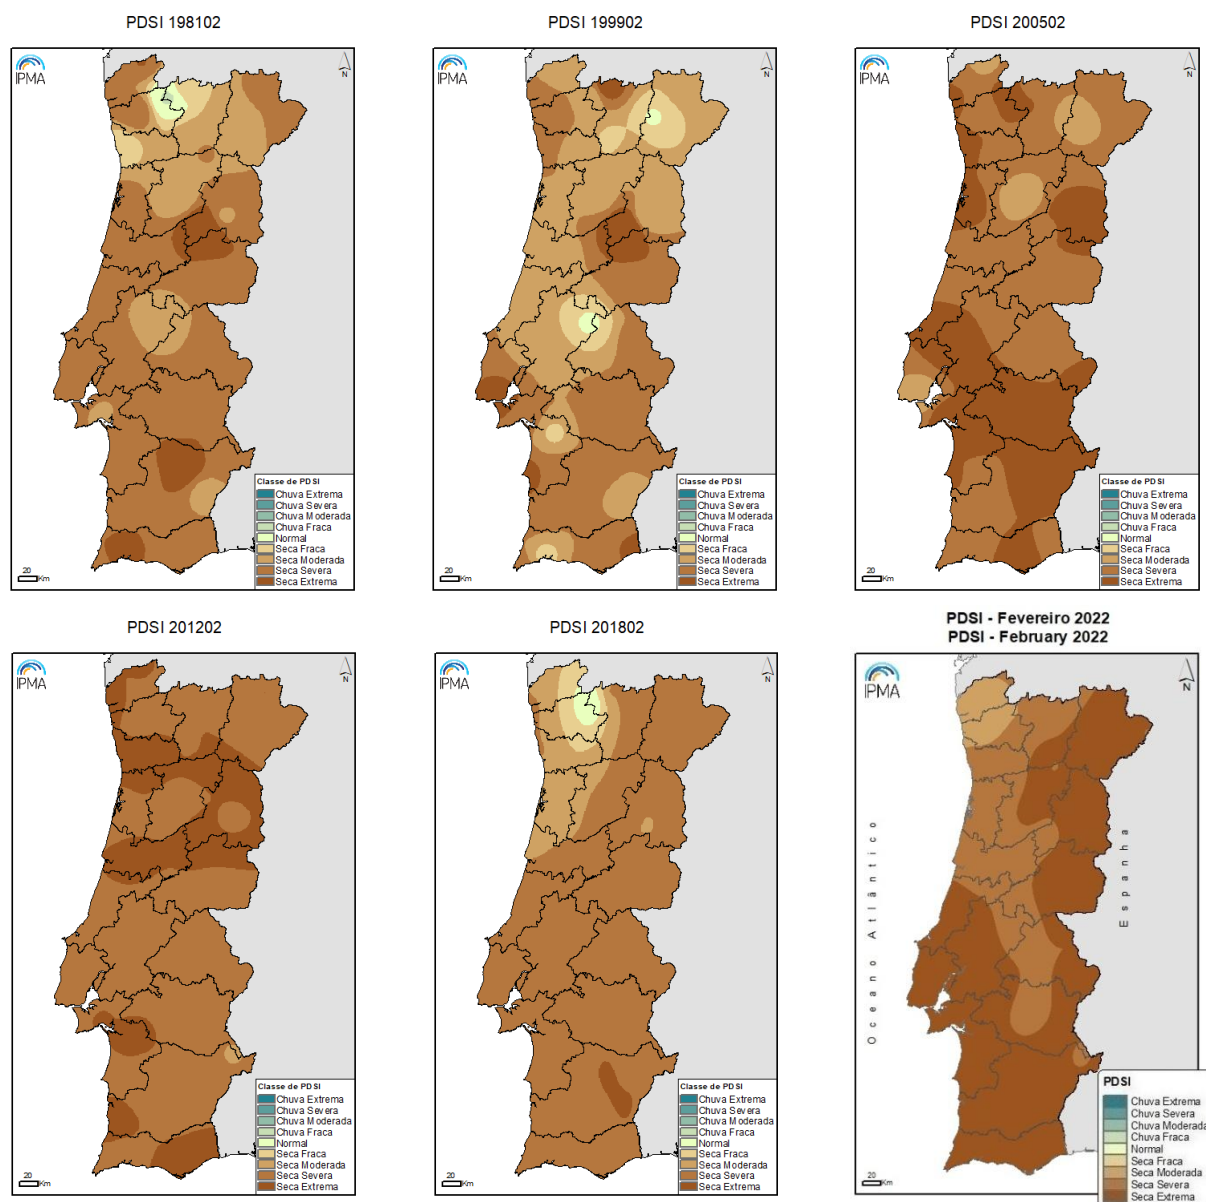 PDSI 198102
IPMA
N
Classe de PDSI
Chuva Extrema
Chuva Severa
Chuva Moderada
Chuva Fraca
Normal
Seca Fraca
Seca Moderada
Seca Severa
Seca Extrema
20
Km
PDSI 199902
IPMA
N
Classe de PDSI
Chuva Extrema
Chuva Severa
Chuva Moderada
Chuva Fraca
Normal
Seca Fraca
Seca Moderada
Seca Severa
Seca Extrema
20
Km
PDSI 200502
IPMA
N
Classe de PDSI
Chuva Extrema
Chuva Severa
Chuva Moderada
Chuva Fraca
Normal
Seca Fraca
Seca Moderada
Seca Severa
Seca Extrema
20
Km
PDSI 201202
IPMA
N
Classe de PDSI
Chuva Extrema
Chuva Severa
Chuva Moderada
Chuva Fraca
Normal
Seca Fraca
Seca Moderada
Seca Severa
Seca Extrema
20
Km
PDSI 201802
IPMA
N
Classe de PDSI
Chuva Extrema
Chuva Severa
Chuva Moderada
Chuva Fraca
Normal
Seca Fraca
Seca Moderada
Seca Severa
Seca Extrema
20
Km
PDSI - Fevereiro 2022
PDSI - February 2022
IPMA
N
Oceano Atlântico
Espanha
PDSI
Chuva Extrema
Chuva Severa
Chuva Moderada
Chuva Fraca
Normal
Seca Fraca
Seca Moderada
Seca Severa
Seca Extrema
20
Km